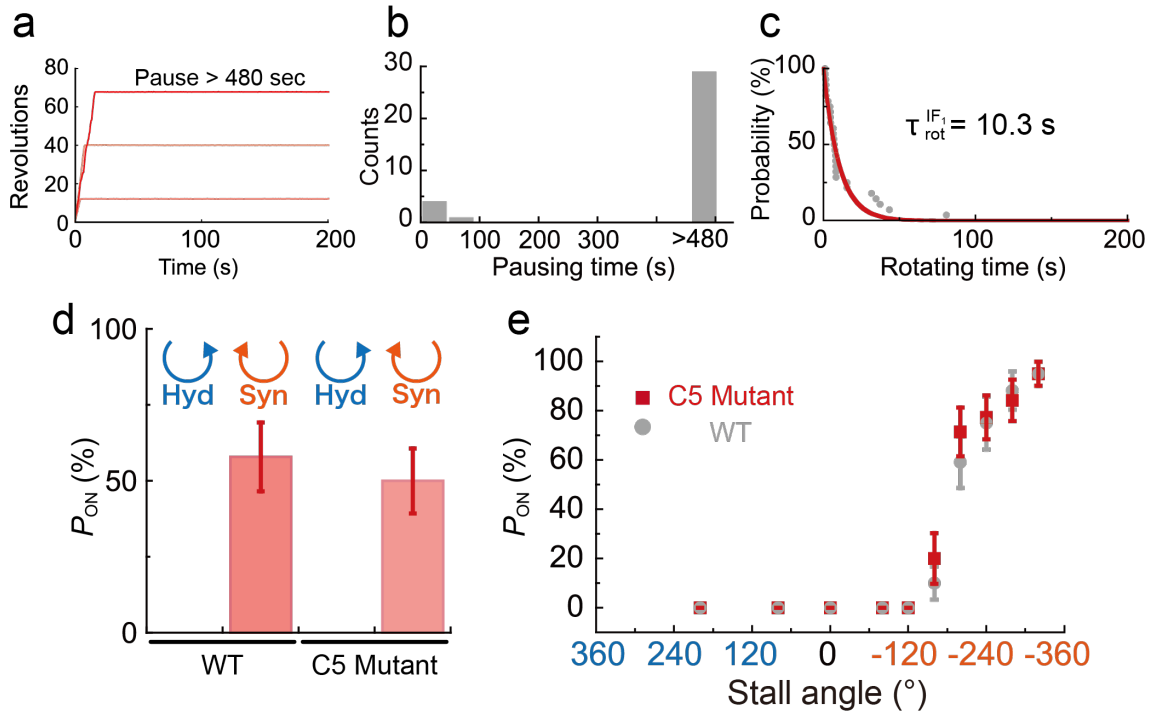 a
Pause > 480 sec
Revolutions
80
60
40
20
0
0 100 200
Time (s)
b
Counts
30
20
10
0
0 100 200 300 >480
Pausing time (s)
c
Probability (%)
100
50
0
τ rot IF1 = 10.3 s
0 100 200
Rotating time (s)
d
PON (%)
100
50
0
Hyd Syn Hyd Syn
WT C5 Mutant
e
PON (%)
100
80
60
40
20
0
C5 Mutant
WT
360 240 120 0 -120 -240 -360
Stall angle (°)